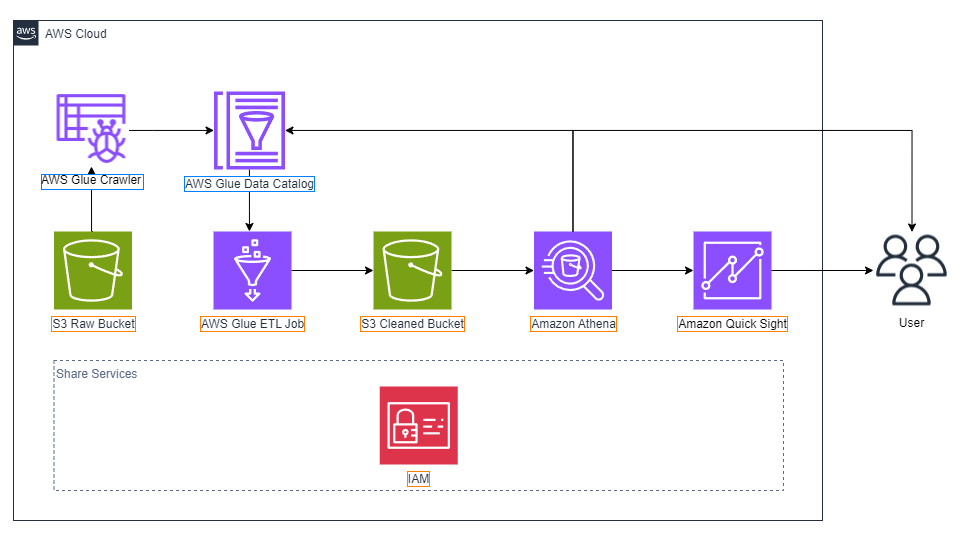 aws
AWS Cloud
AWS Glue Crawler
AWS Glue Data Catalog
S3 Raw Bucket
AWS Glue ETL Job
S3 Cleaned Bucket
Amazon Athena
Amazon Quick Sight
User
Share Services
IAM